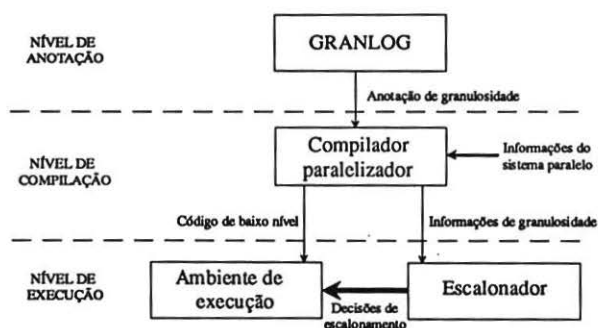 NÍVEL DE
ANOTAÇÃO
GRANLOG
Anotação de granulosidade
NÍVEL DE
COMPILAÇÃO
Compilador
paralelizador
Informações do
sistema paralelo
Código de baixo nível
Informações de granulosidade
NÍVEL DE
EXECUÇÃO
Ambiente de
execução
Escalonador
Decisões de
escalonamento